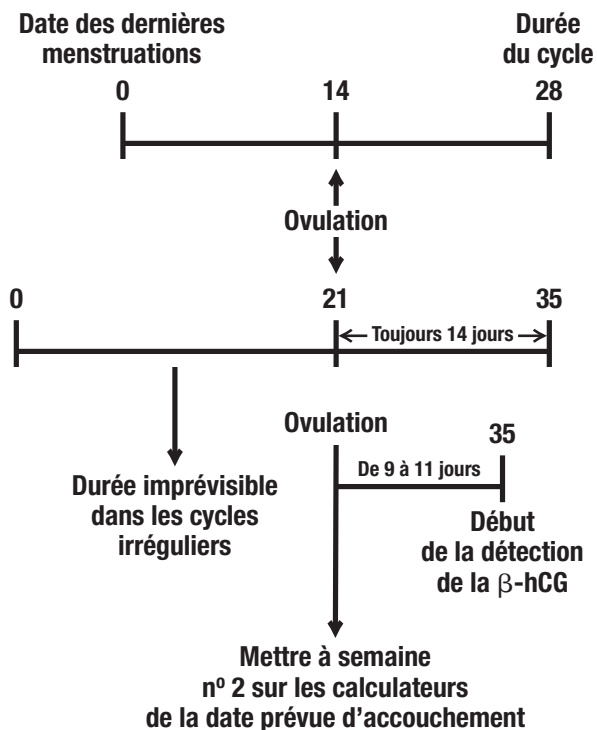 Date des dernières
menstruations
Durée
du cycle
0
14
28
Ovulation
0
21
35
Toujours 14 jours
Durée imprévisible
dans les cycles
irréguliers
Ovulation
35
De 9 à 11 jours
Début
de la détection
de la β-hCG
Mettre à semaine
nº 2 sur les calculateurs
de la date prévue d’accouchement